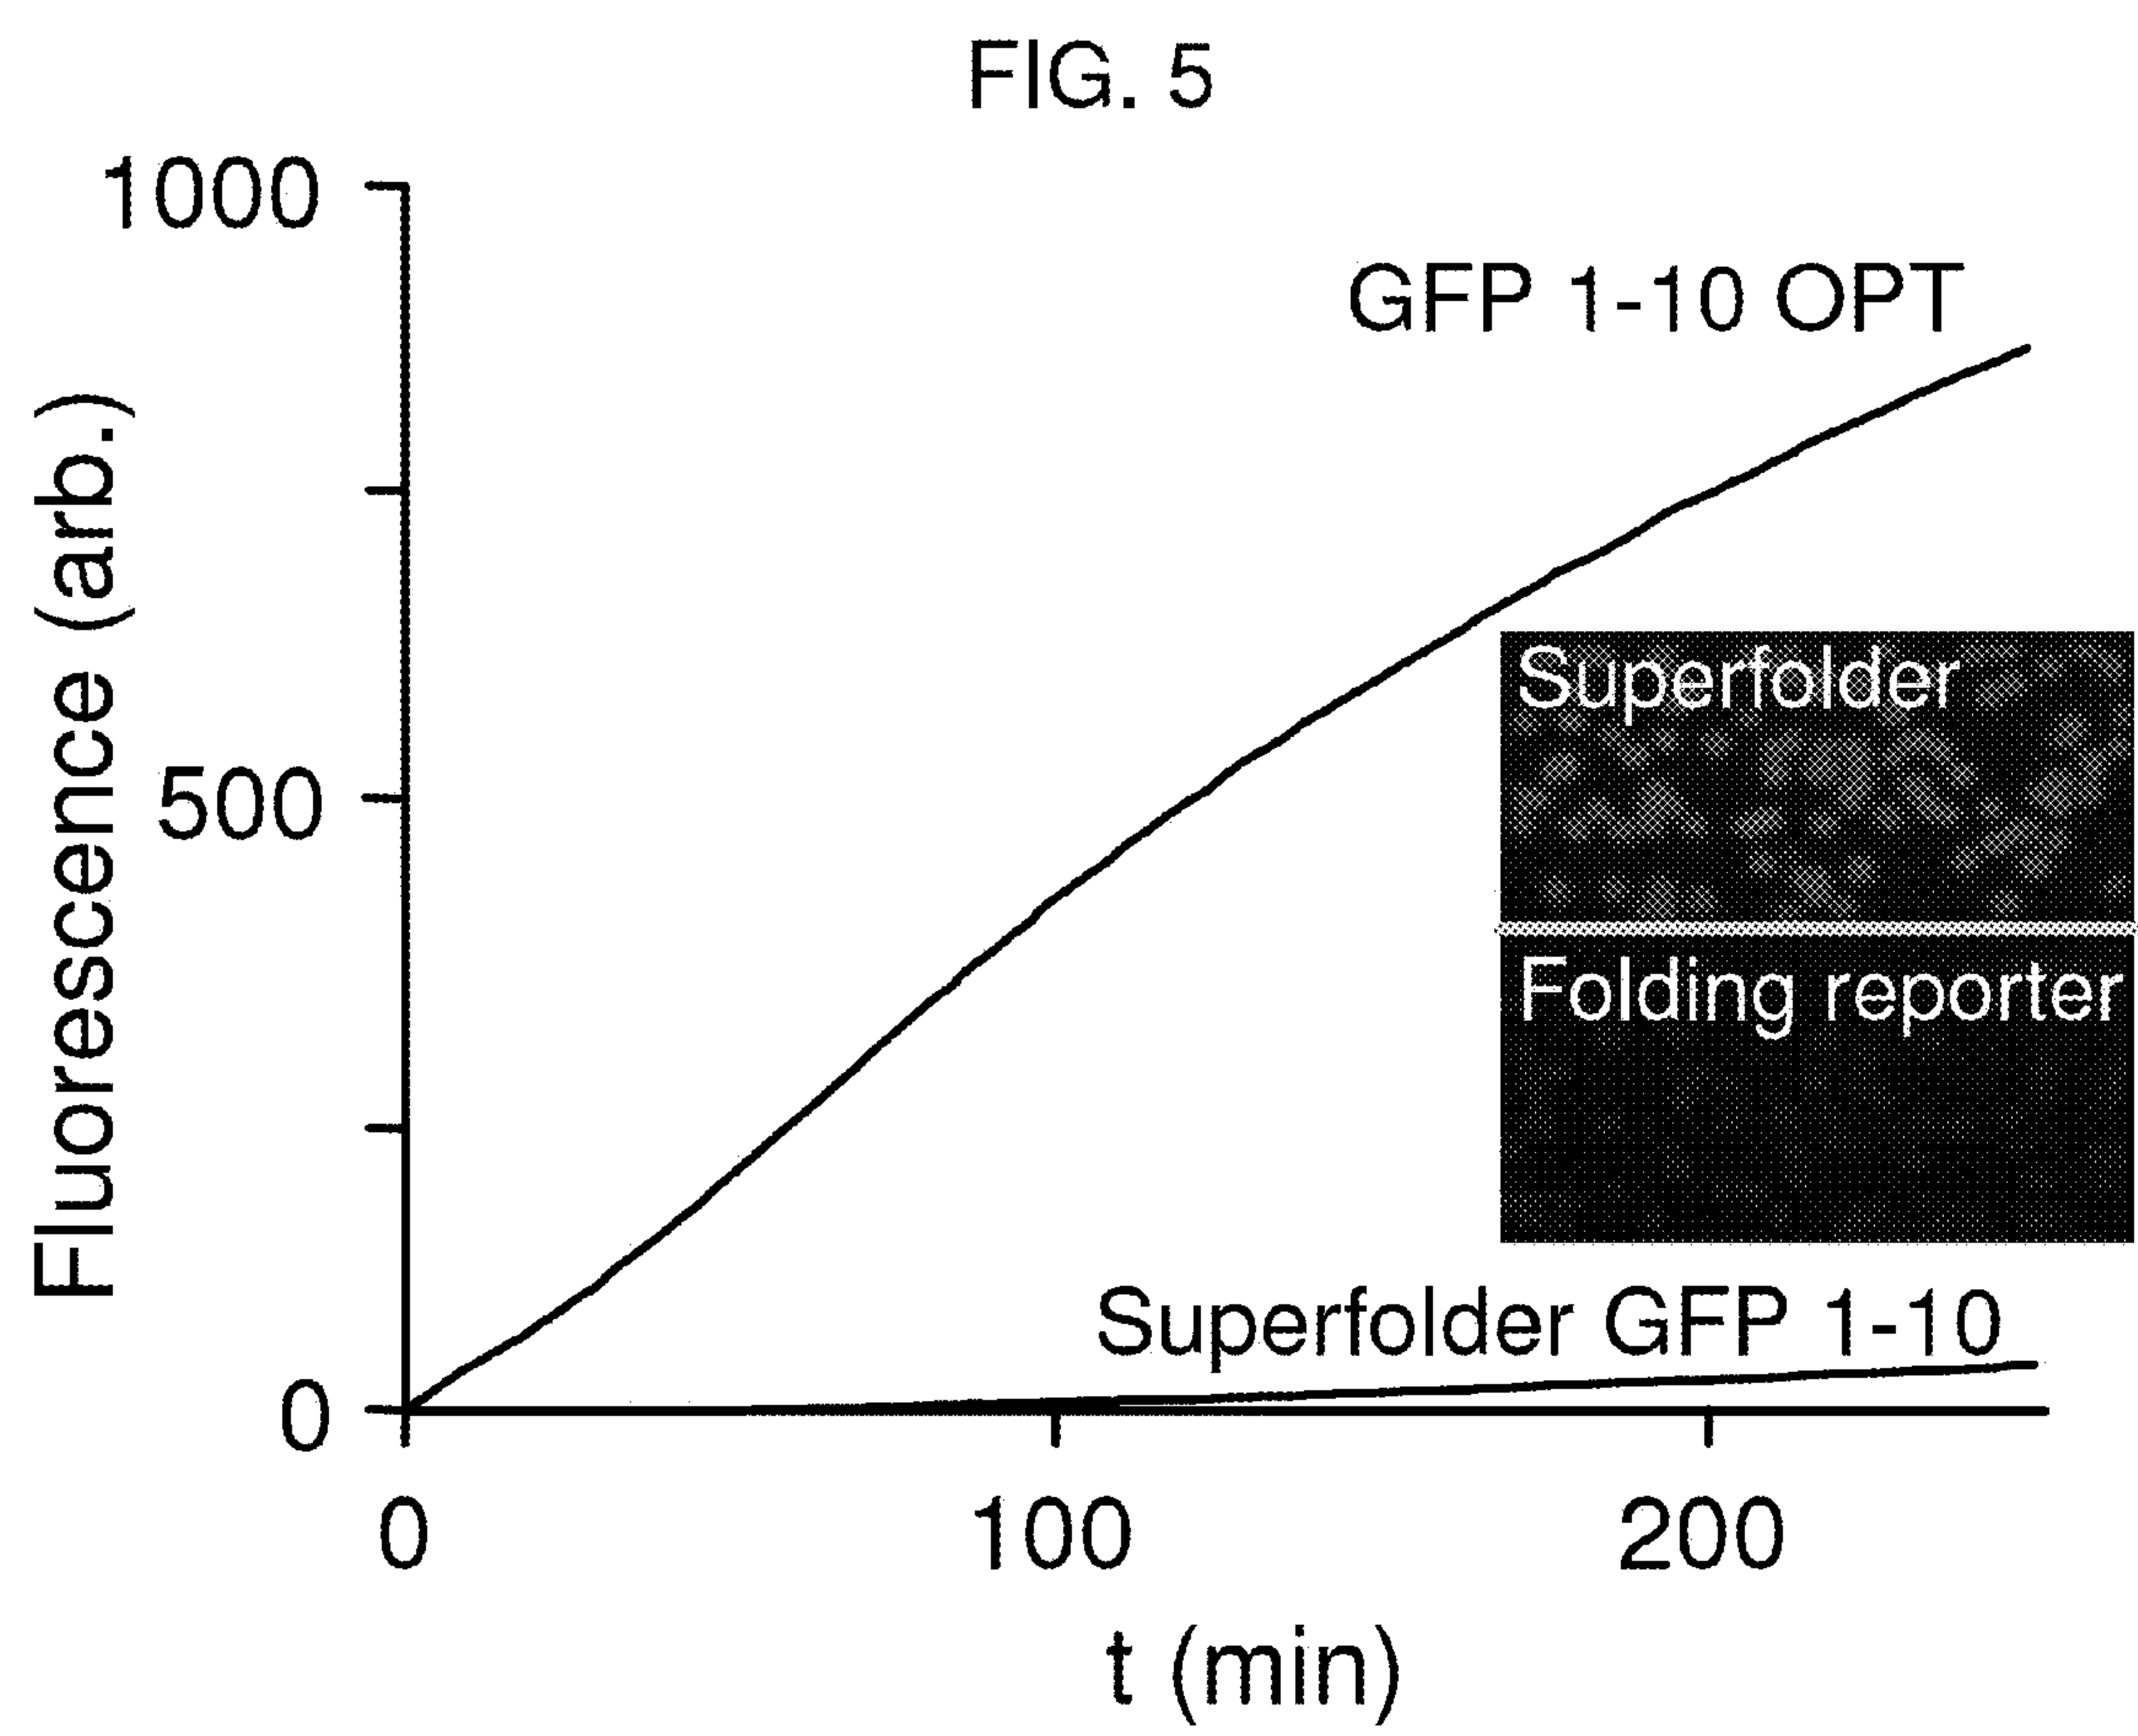 FIG. 5
1000
GFP 1-10 OPT
Fluorescence (arb.)
Superfolder
500
Folding reporter
Superfolder GFP 1-10
0
0
100
200
t (min)